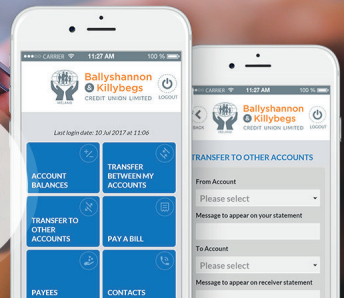 ●●●○○ CARRIER 11:27 AM 100 %
Ballyshannon
& Killybegs
CREDIT UNION LIMITED
IRELAND
LOGOUT
Last login date: 10 Jul 2017 at 11:06
ACCOUNT
BALANCES
TRANSFER
BETWEEN MY
ACCOUNTS
TRANSFER TO
OTHER
ACCOUNTS
PAY A BILL
PAYEES
CONTACTS
CARRIER 11:27 AM 100 %
BACK
Ballyshannon
& Killybegs
CREDIT UNION LIMITED
IRELAND
LOGOUT
TRANSFER TO OTHER ACCOUNTS
From Account
Please select
Message to appear on your statement
To Account
Please select
Message to appear on receiver statement